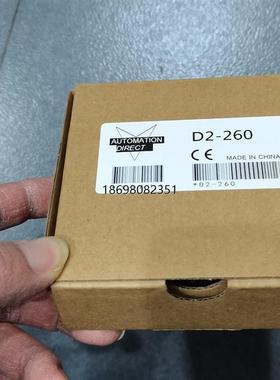 AUTOMATION
DIRECT
D2-260
CE MADE IN CHINA
*D2-260
18698082351